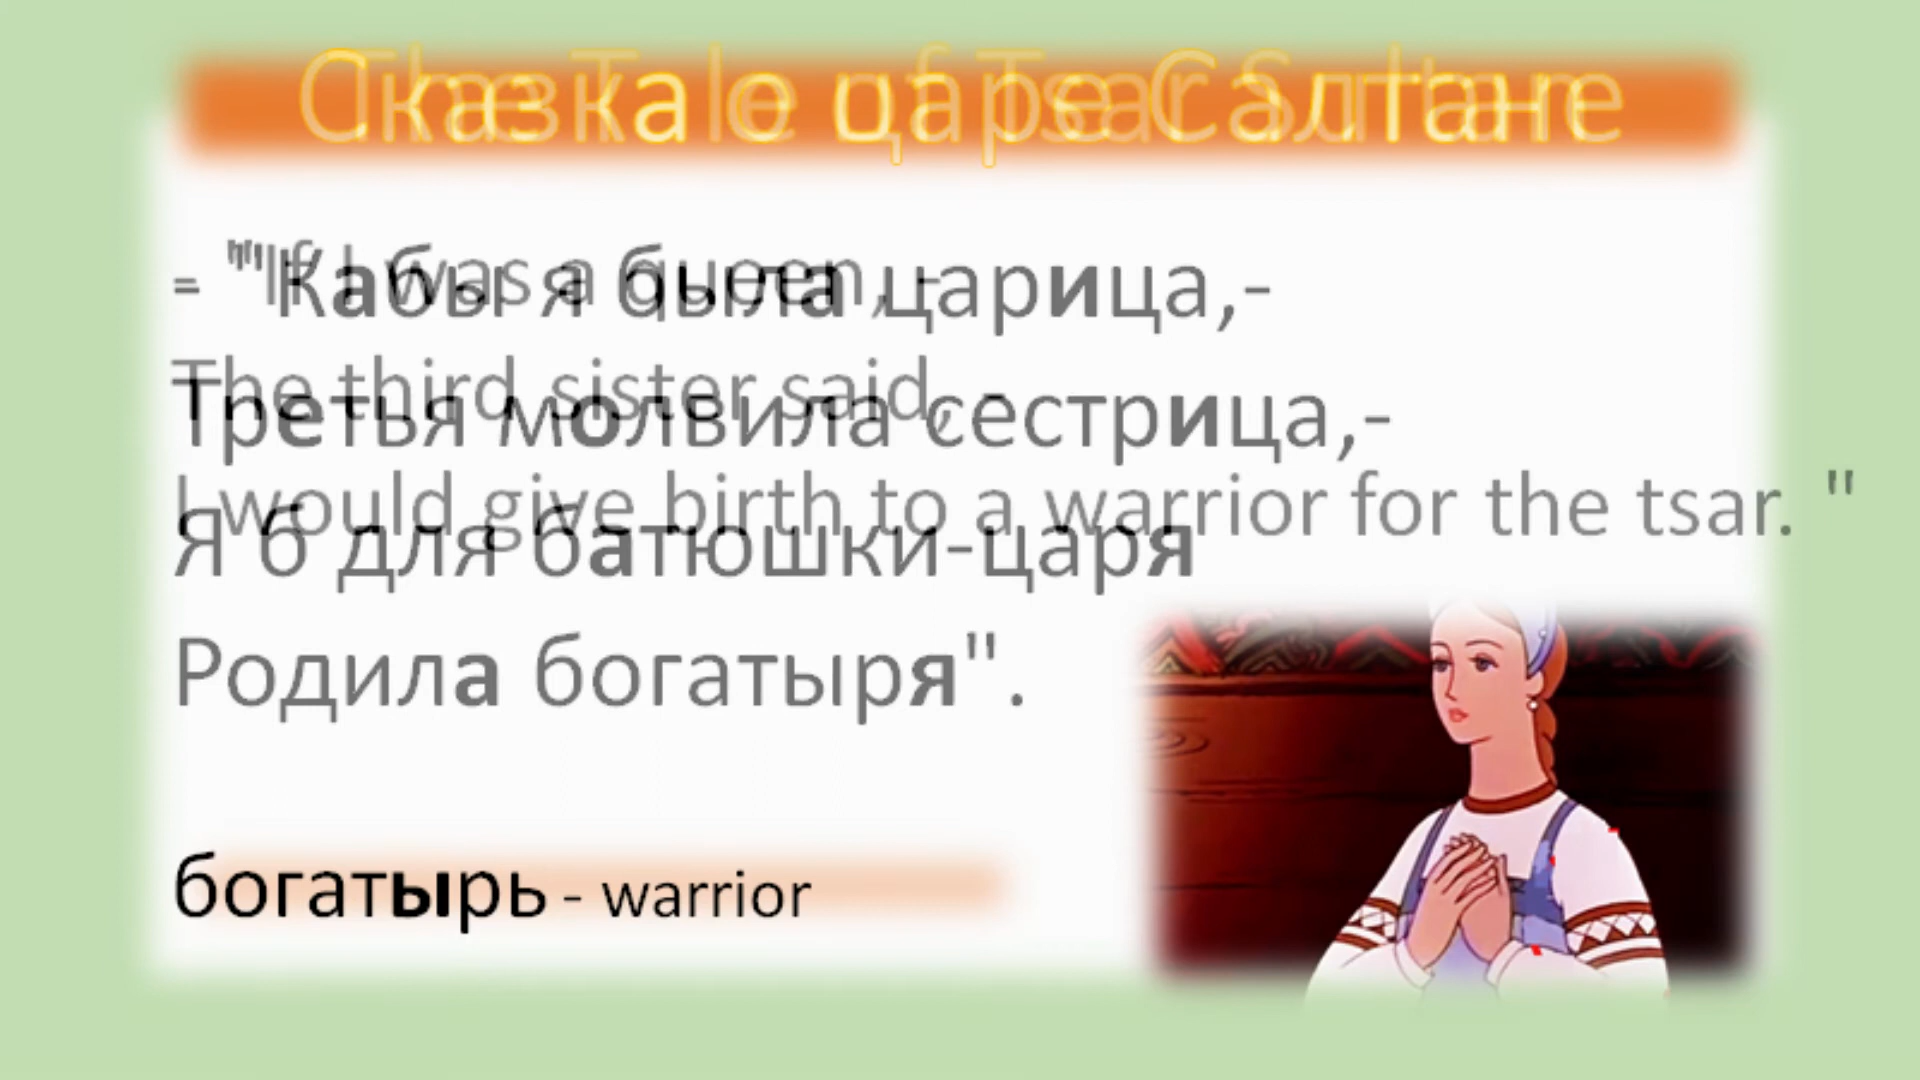 Сказка о царе Салтане
The Tale of Tsar Saltan
- "Кабы я была царица,-
- "If I was a queen, -
Третья молвила сестрица,-
The third sister said, -
Я б для батюшки-царя
I would give birth to a warrior for the tsar. "
Родила богатыря".
богатырь - warrior